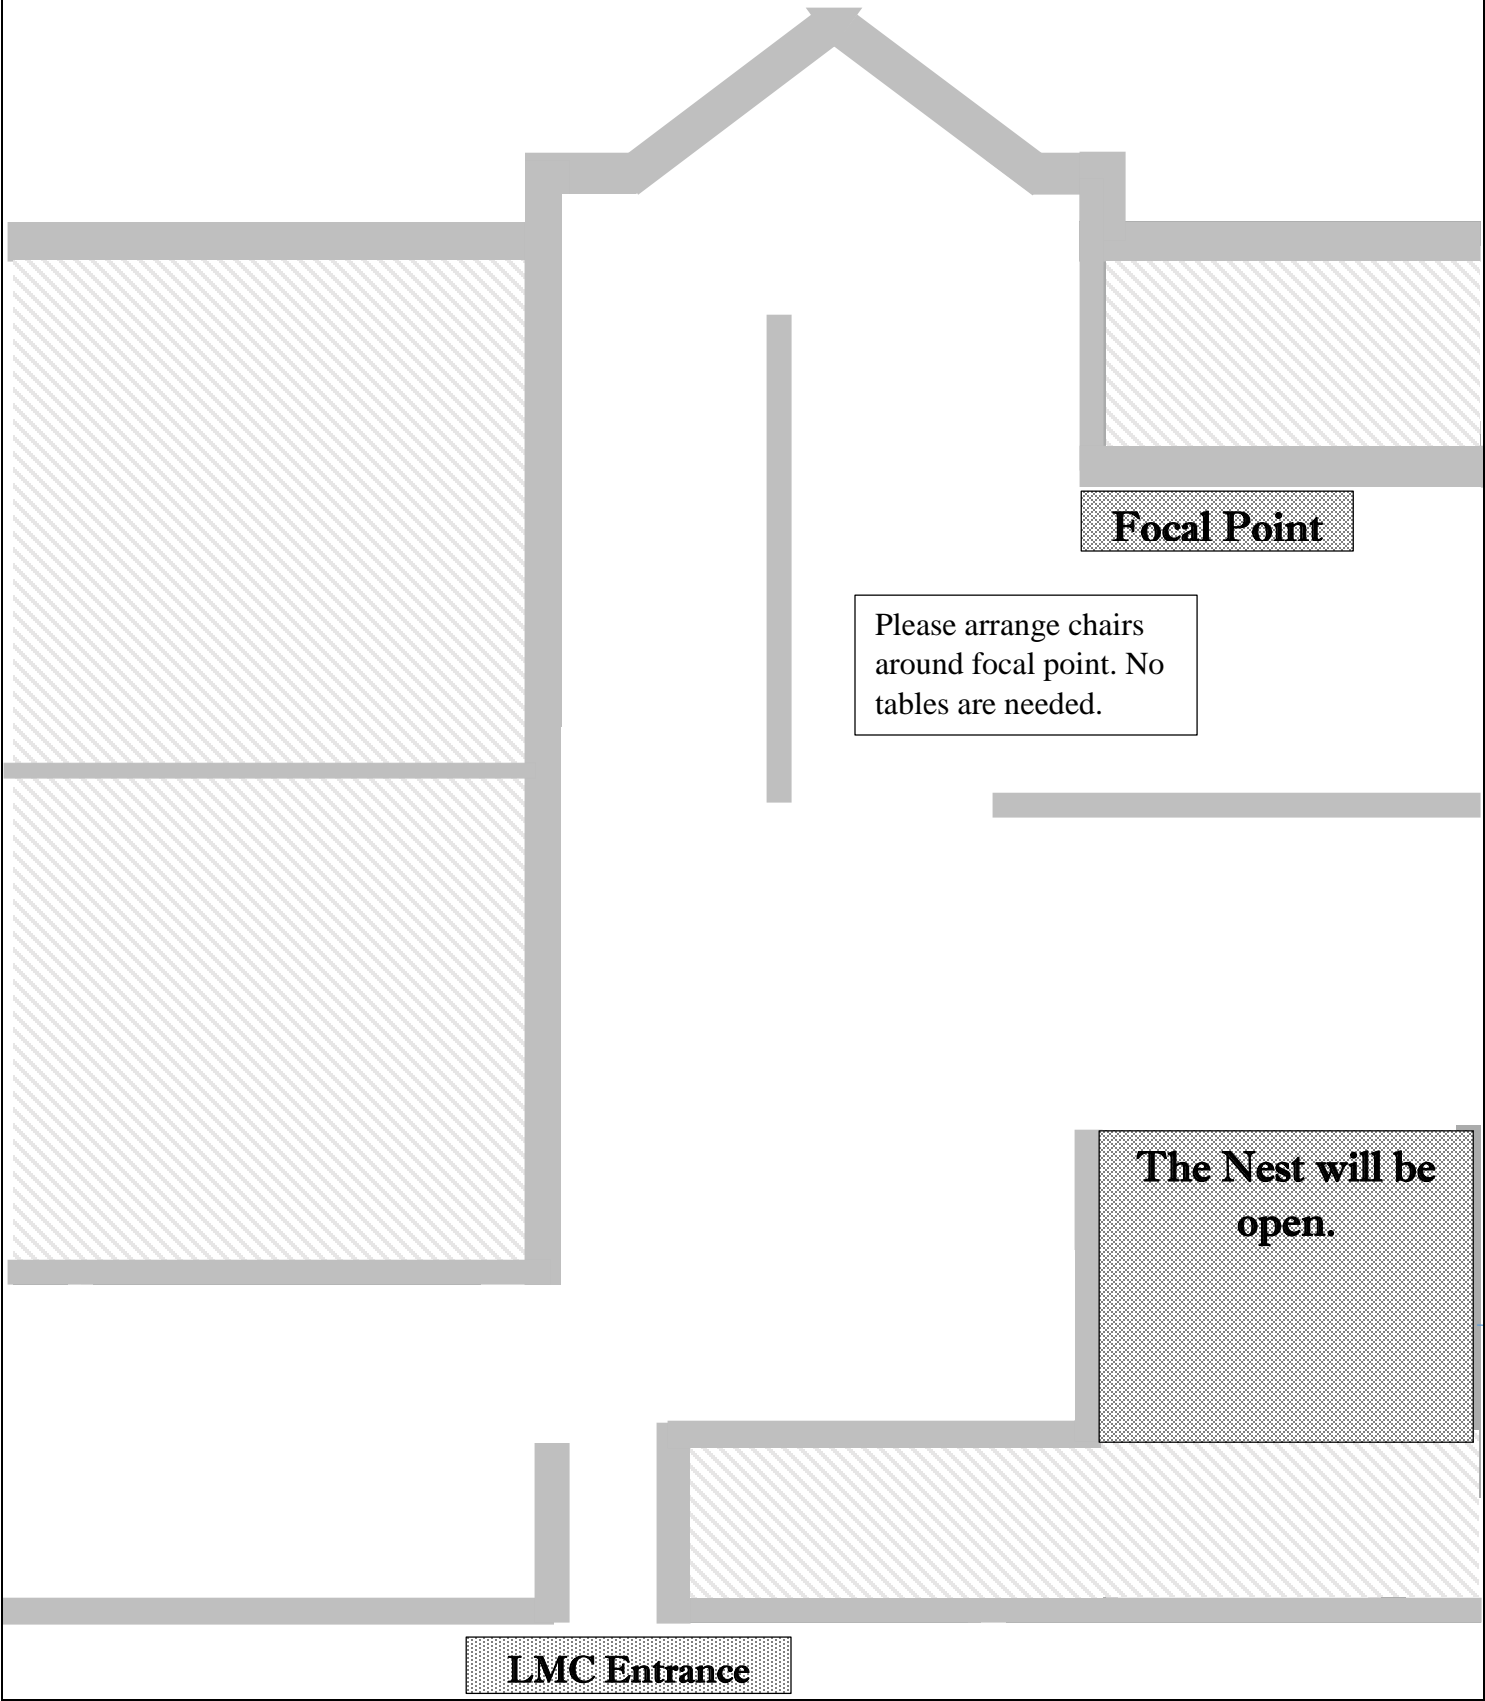 Focal Point
Please arrange chairs
around focal point. No
tables are needed.
The Nest will be
open.
LMC Entrance